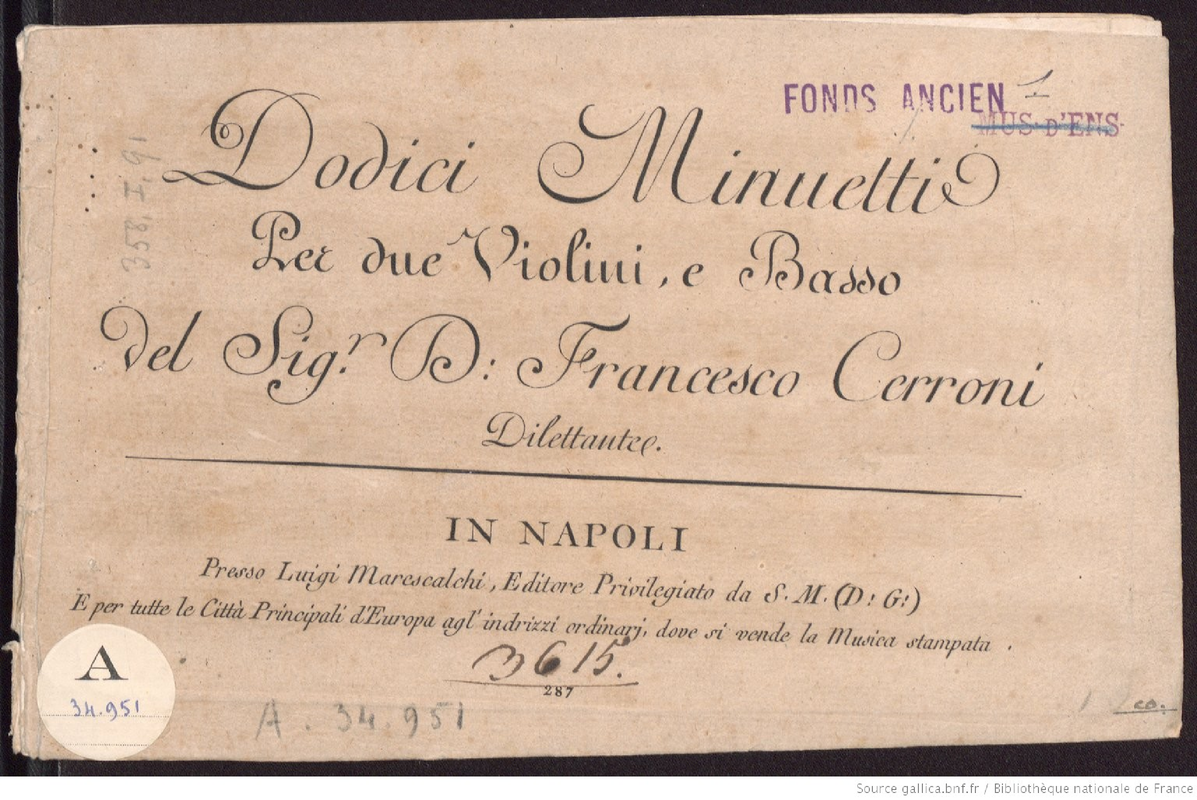 FONDS ANCIEN 1
MUS. D'ENS.
358, I, 91
Dodici Minuetti
Per due Violini, e Basso
del Sig.r D: Francesco Cerroni
Dilettante.
IN NAPOLI
Presso Luigi Marescalchi, Editore Privilegiato da S. M. (D: G:)
E per tutte le Città Principali d'Europa agl' indrizzi ordinarj, dove si vende la Musica stampata.
3615.
287
A
34.951
A. 34.951
co.
Source gallica.bnf.fr / Bibliothèque nationale de France